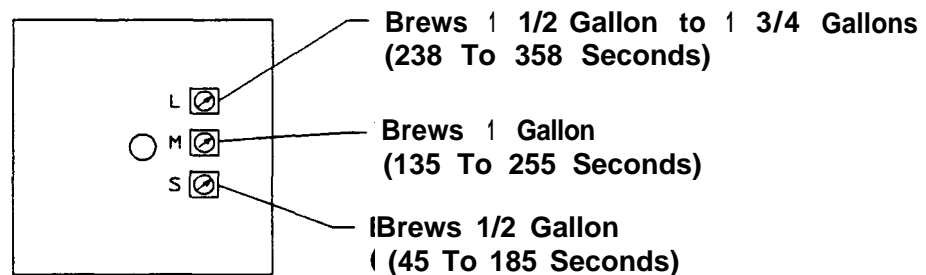 Brews 1 1/2 Gallon to 1 3/4 Gallons
(238 To 358 Seconds)
L
M
Brews 1 Gallon
(135 To 255 Seconds)
S
Brews 1/2 Gallon
(45 To 185 Seconds)